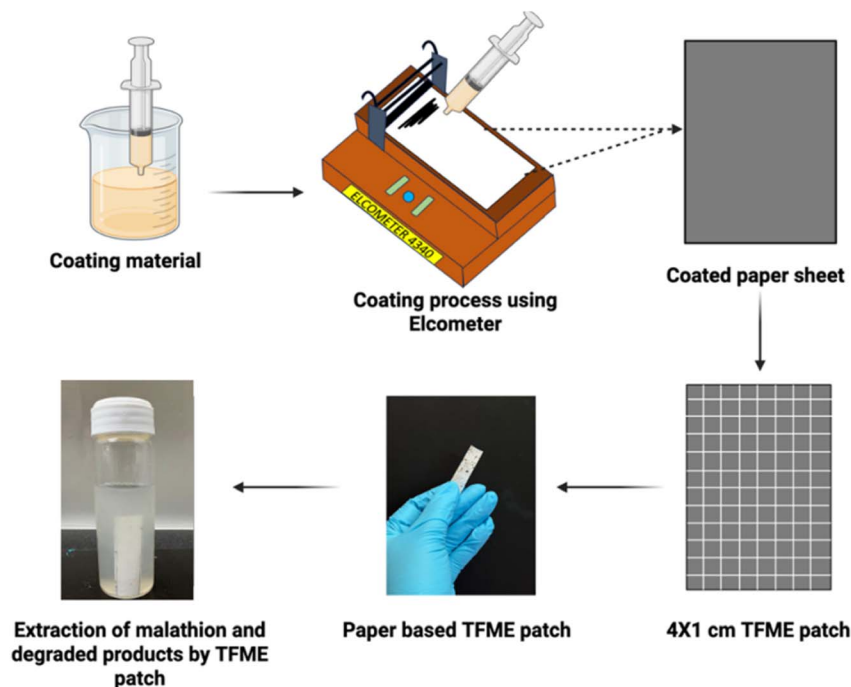 Coating material
ELCOMETER 4340
Coating process using
Elcometer
Coated paper sheet
Extraction of malathion and
degraded products by TFME
patch
Paper based TFME patch
4X1 cm TFME patch